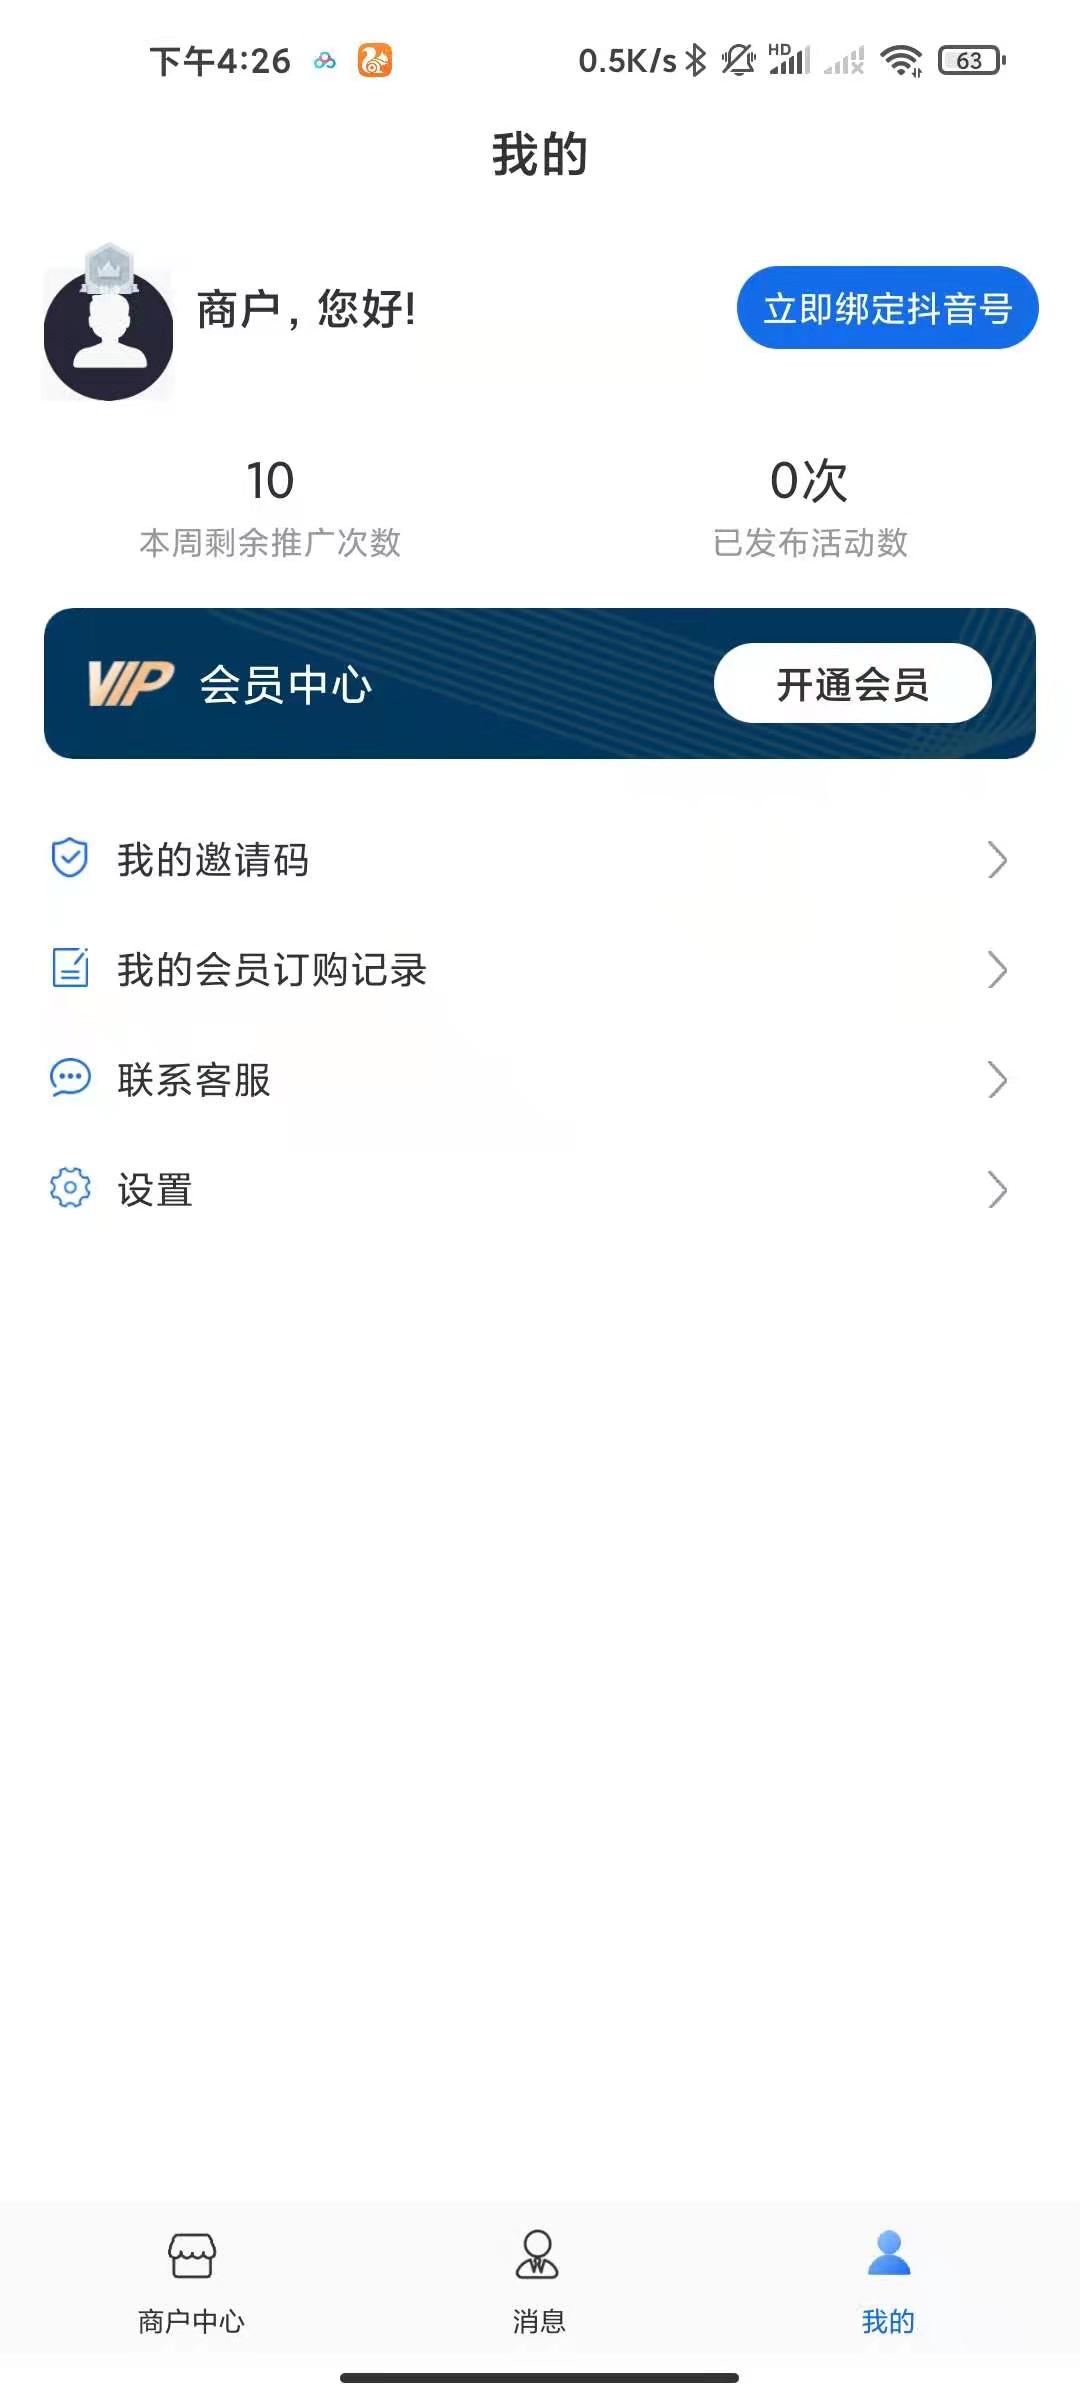 下午4:26
0.5K/s
HD
63
我的
商户，您好!
立即绑定抖音号
10
0次
本周剩余推广次数
已发布活动数
VIP 会员中心
开通会员
我的邀请码
我的会员订购记录
联系客服
设置
商户中心
消息
我的